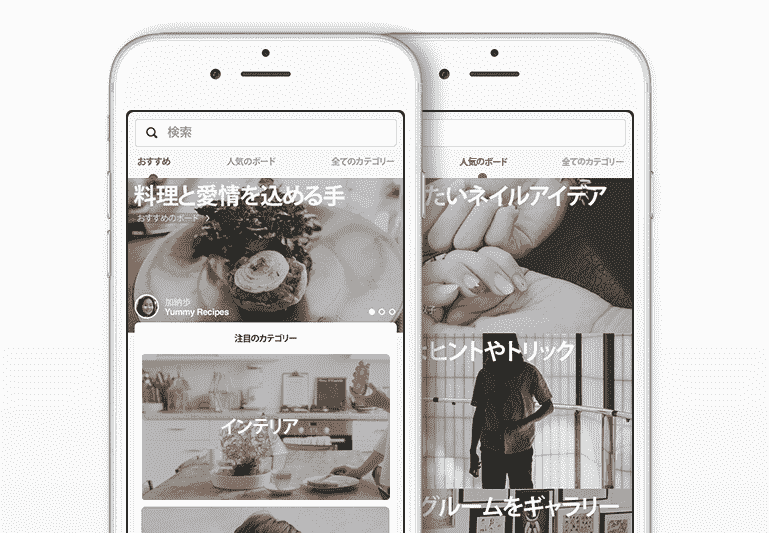 検索
おすすめ
人気のボード
全てのカテゴリー
料理と愛情を込める手
おすすめのボード
加納歩
Yummy Recipes
注目のカテゴリー
インテリア
人気のボード
全てのカテゴリー
たいネイルアイデア
子
ヒントやトリック
グルームをギャラリー